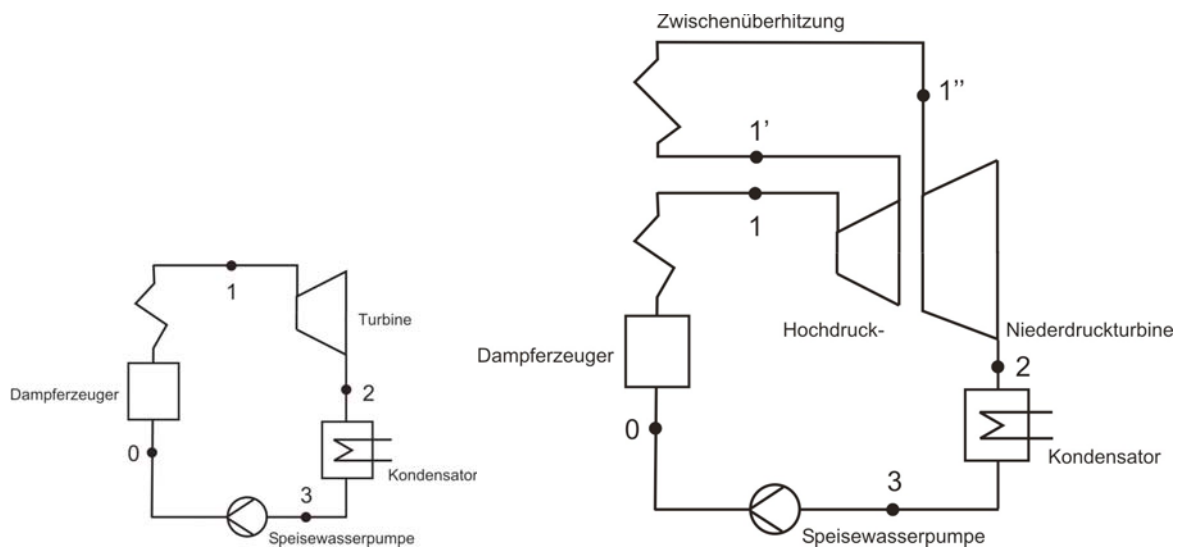 1
Turbine
Dampferzeuger
2
0
Kondensator
3
Speisewasserpumpe
Zwischenüberhitzung
1''
1'
1
Hochdruck-
Niederdruckturbine
Dampferzeuger
2
0
Kondensator
3
Speisewasserpumpe